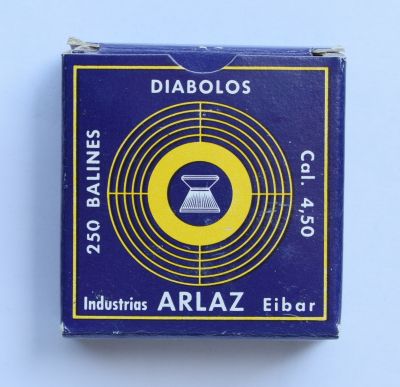 DIABOLOS
250 BALINES
Cal. 4,50
Industrias ARLAZ Eibar